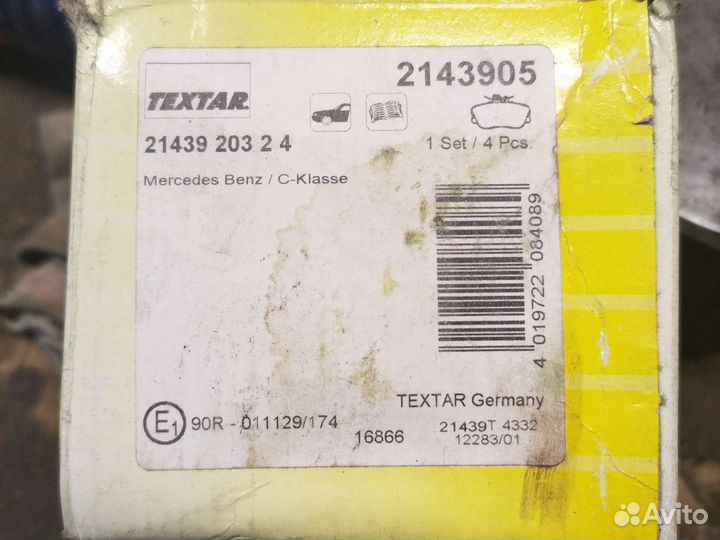 TEXTAR
2143905
21439 203 2 4
1 Set / 4 Pcs.
Mercedes Benz / C-Klasse
4 019722 084089
TEXTAR Germany
E1 90R - 011129/174
16866
21439T 4332
12283/01
Avito